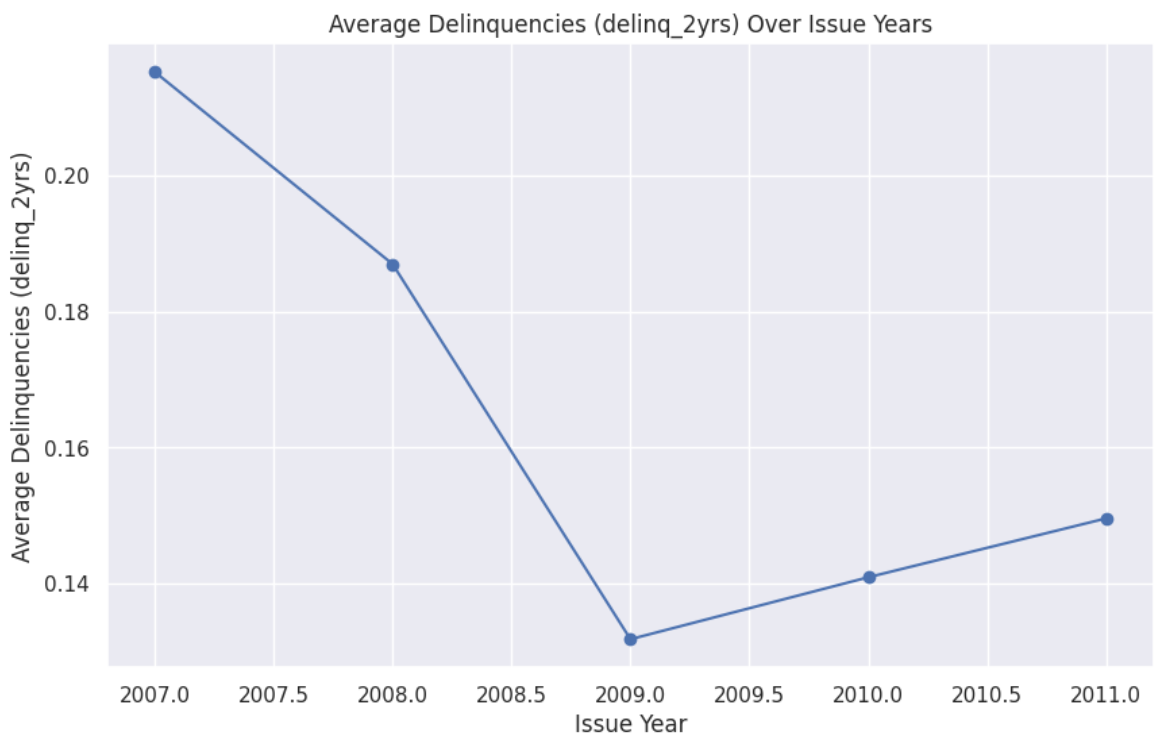 Average Delinquencies (delinq_2yrs) Over Issue Years
Average Delinquencies (delinq_2yrs)
0.20
0.18
0.16
0.14
2007.0 2007.5 2008.0 2008.5 2009.0 2009.5 2010.0 2010.5 2011.0
Issue Year